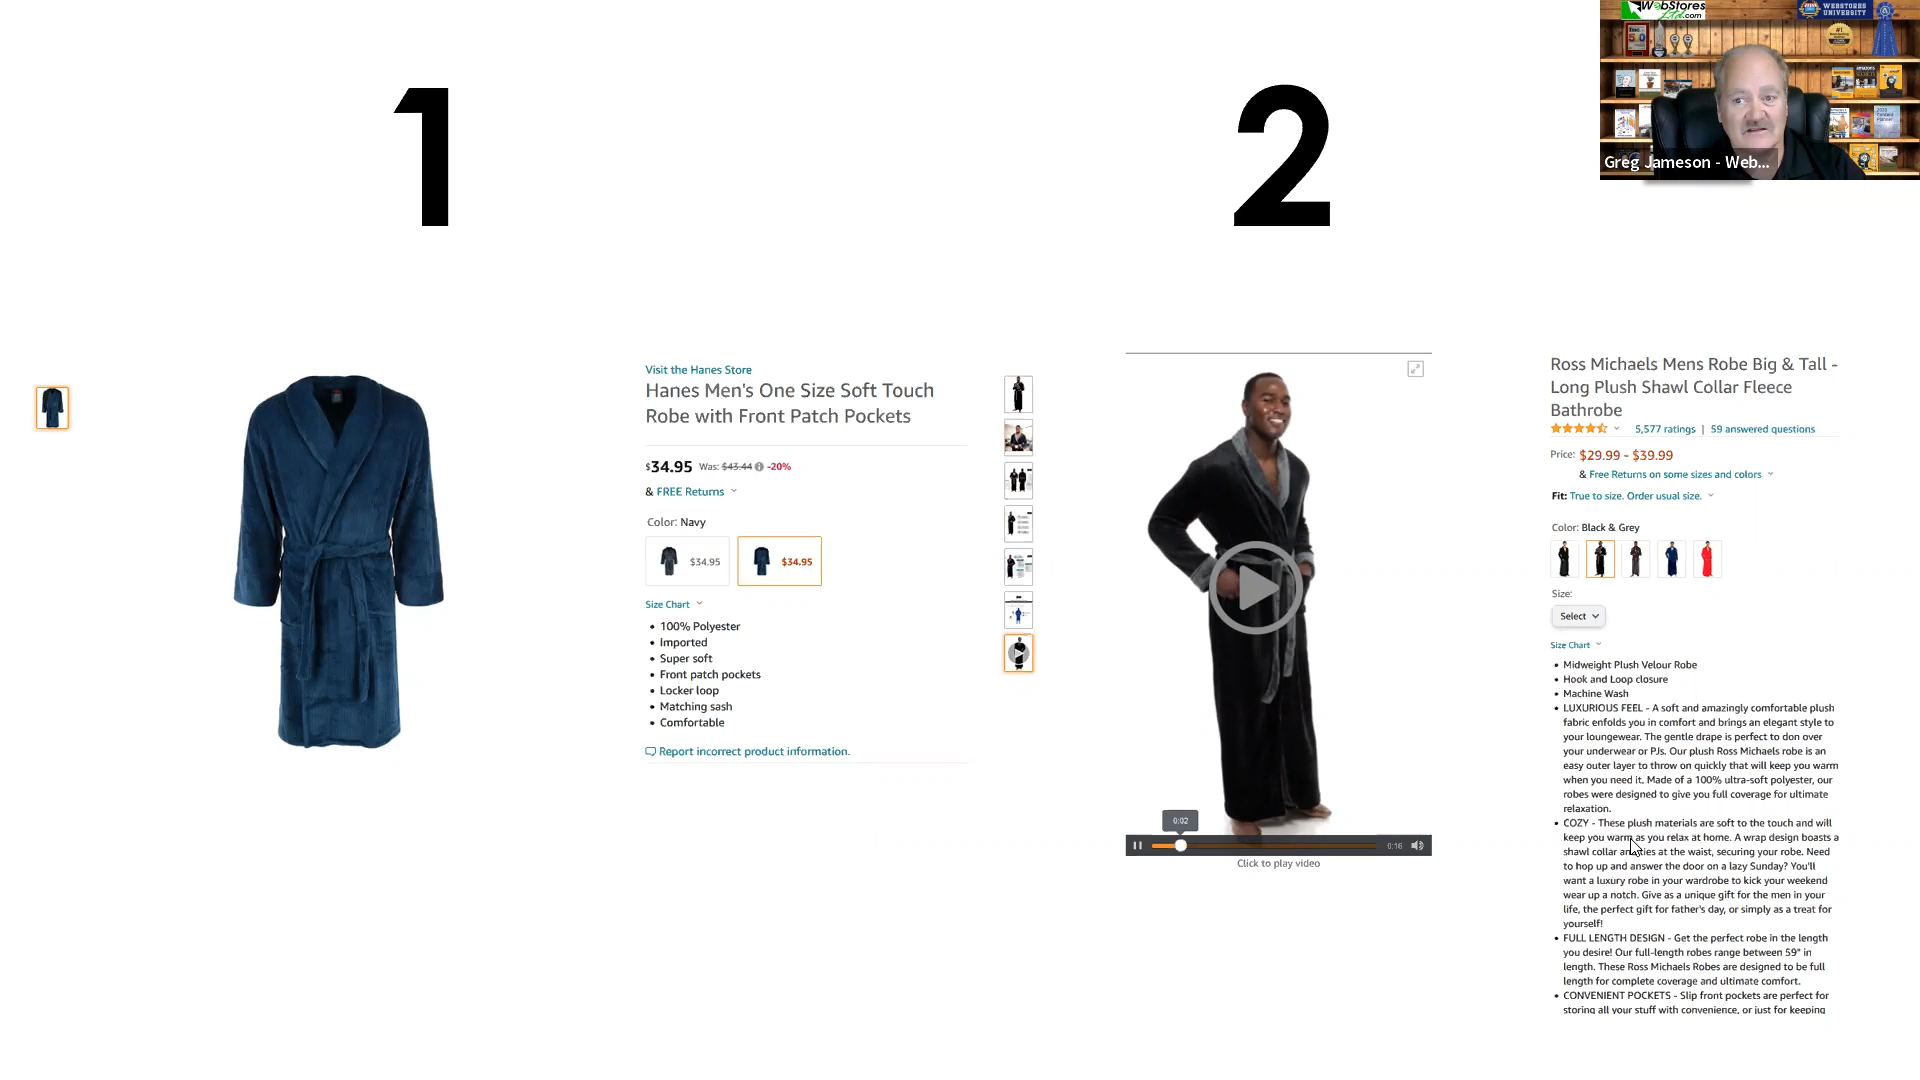 1
2
WebStores
Ltd.com
WEBSTORES
UNIVERSITY
Inc.
#1
Greg Jameson - Web...
Visit the Hanes Store
Hanes Men's One Size Soft Touch
Robe with Front Patch Pockets
$34.95 Was: $43.44 -20%
& FREE Returns
Color: Navy
$34.95
$34.95
Size Chart
• 100% Polyester
• Imported
• Super soft
• Front patch pockets
• Locker loop
• Matching sash
• Comfortable
Report incorrect product information.
0:02
0:16
Click to play video
Ross Michaels Mens Robe Big & Tall -
Long Plush Shawl Collar Fleece
Bathrobe
5,577 ratings | 59 answered questions
Price: $29.99 - $39.99
& Free Returns on some sizes and colors
Fit: True to size. Order usual size.
Color: Black & Grey
Size:
Select
Size Chart
• Midweight Plush Velour Robe
• Hook and Loop closure
• Machine Wash
• LUXURIOUS FEEL - A soft and amazingly comfortable plush
fabric enfolds you in comfort and brings an elegant style to
your loungewear. The gentle drape is perfect to don over
your underwear or PJs. Our plush Ross Michaels robe is an
easy outer layer to throw on quickly that will keep you warm
when you need it. Made of a 100% ultra-soft polyester, our
robes were designed to give you full coverage for ultimate
relaxation.
• COZY - These plush materials are soft to the touch and will
keep you warm as you relax at home. A wrap design boasts a
shawl collar and ties at the waist, securing your robe. Need
to hop up and answer the door on a lazy Sunday? You'll
want a luxury robe in your wardrobe to kick your weekend
wear up a notch. Give as a unique gift for the men in your
life, the perfect gift for father's day, or simply as a treat for
yourself!
• FULL LENGTH DESIGN - Get the perfect robe in the length
you desire! Our full-length robes range between 59" in
length. These Ross Michaels Robes are designed to be full
length for complete coverage and ultimate comfort.
• CONVENIENT POCKETS - Slip front pockets are perfect for
storing all your stuff with convenience, or just for keeping